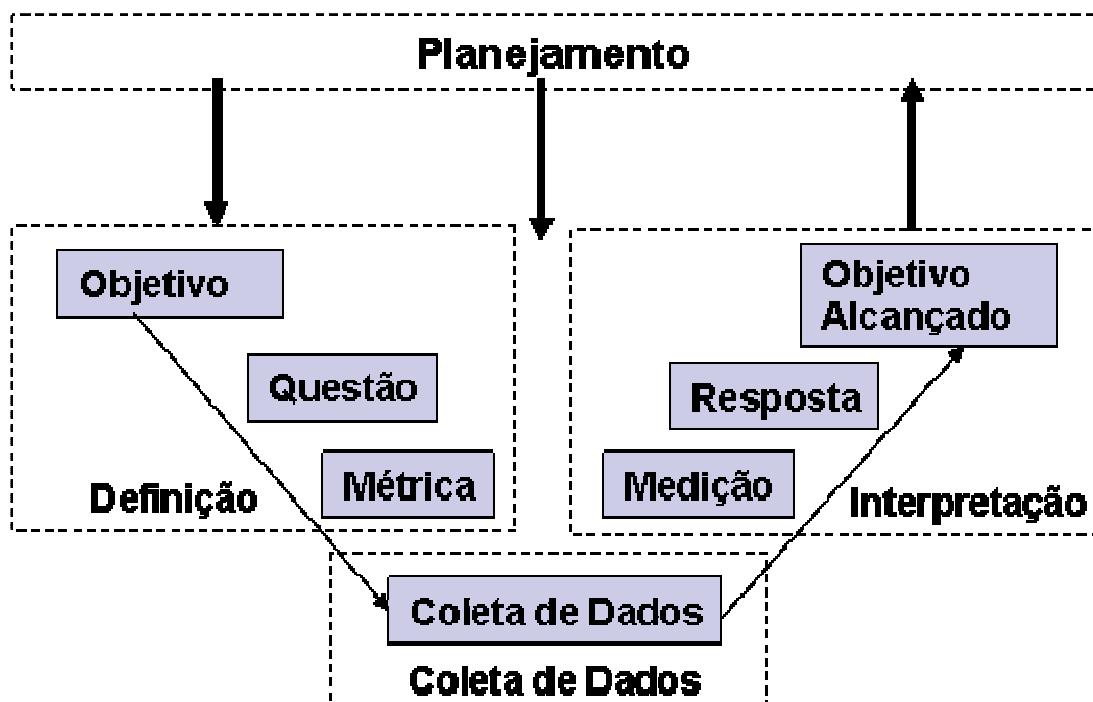 Planejamento
Objetivo
Questão
Métrica
Definição
Objetivo
Alcançado
Resposta
Medição
Interpretação
Coleta de Dados
Coleta de Dados